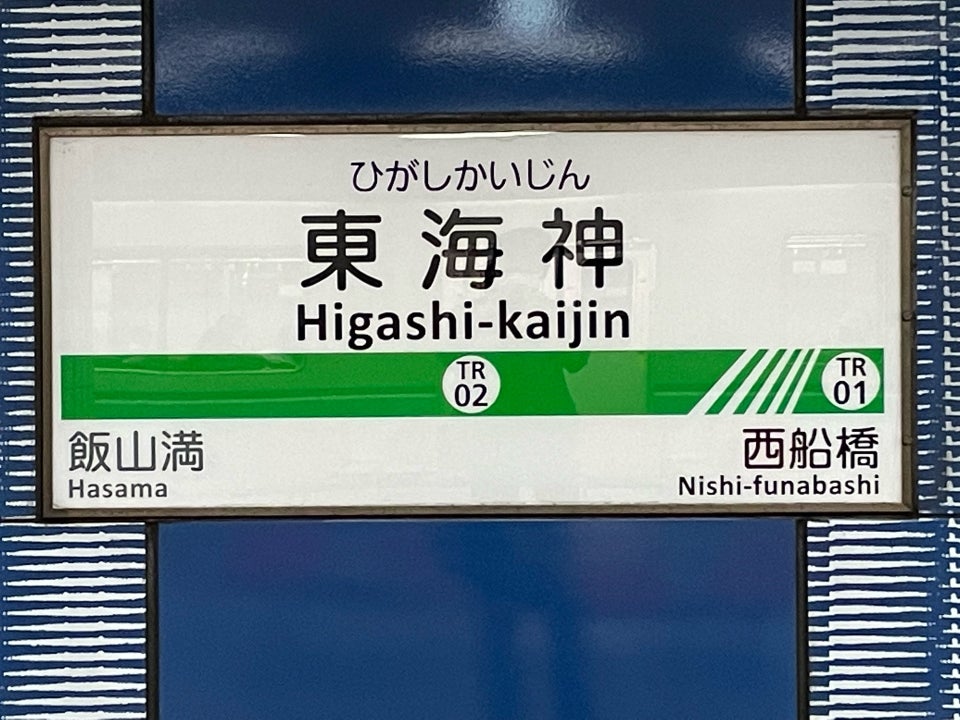 ひがしかいじん
東海神
Higashi-kaijin
TR
02
TR
01
飯山満
Hasama
西船橋
Nishi-funabashi